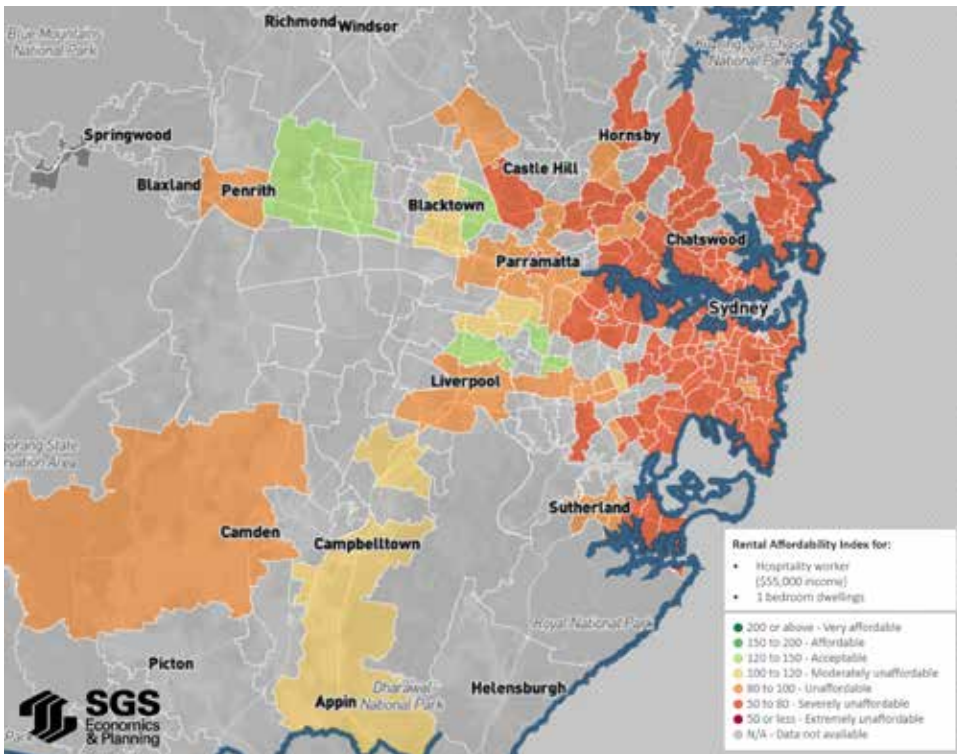 Richmond
Windsor
Blue Mountains
National Park
National Park
Springwood
Hornsby
Castle Hill
Blaxland
Penrith
Blacktown
Chatswood
Parramatta
Sydney
Liverpool
Sutherland
Camden
Campbelltown
Rental Affordability Index for:
• Hospitality worker
($55,000 income)
• 1 bedroom dwellings
200 or above - Very affordable
150 to 200 - Affordable
120 to 150 - Acceptable
100 to 120 - Moderately unaffordable
80 to 100 - Unaffordable
50 to 80 - Severely unaffordable
50 or less - Extremely unaffordable
N/A - Data not available
Royal National Park
Picton
Dharawal
Appin
National Park
Helensburgh
SGS
Economics
& Planning